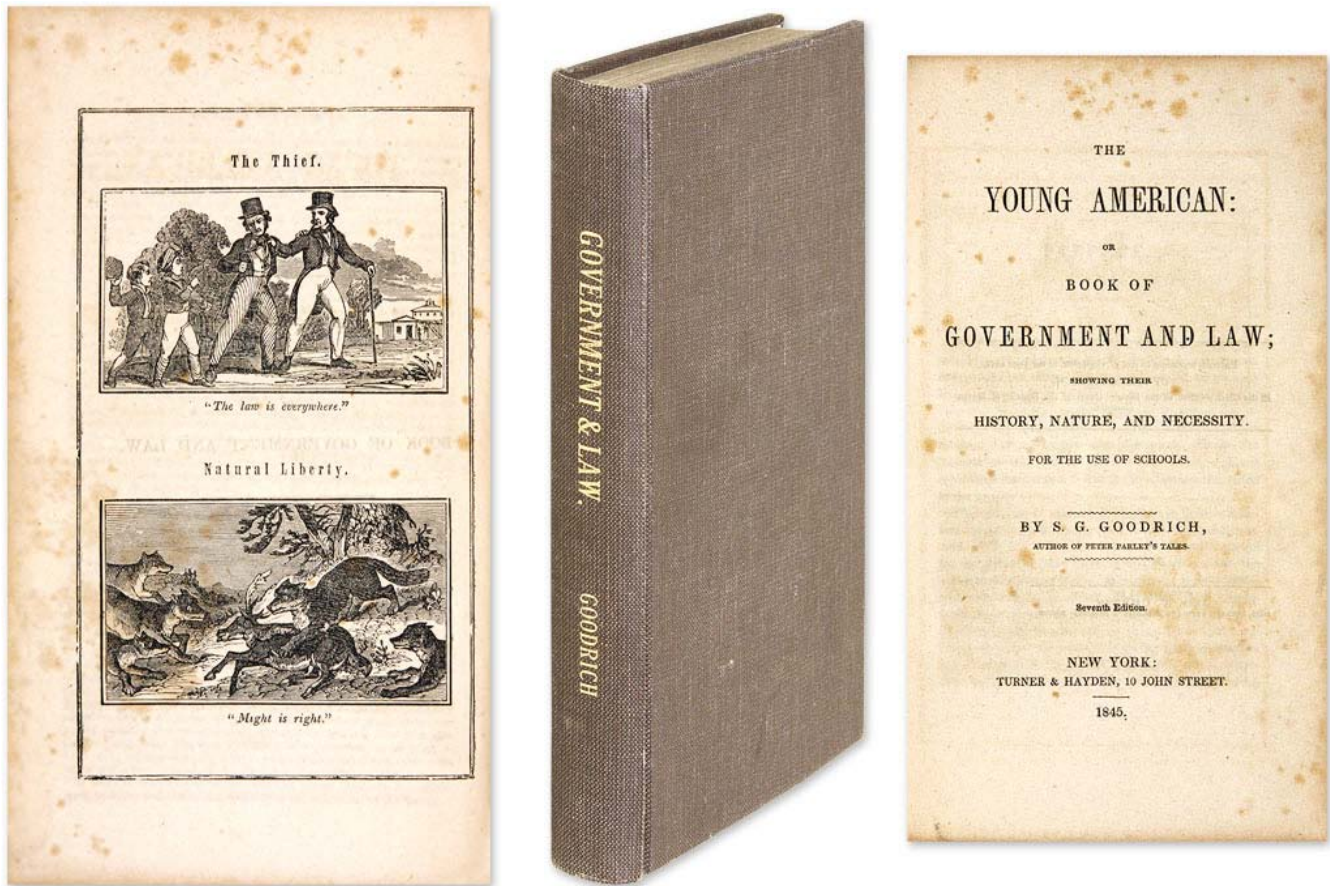 The Thief.
"The law is everywhere."
Natural Liberty.
"Might is right."
GOVERNMENT & LAW.
GOODRICH
THE
YOUNG AMERICAN:
OR
BOOK OF
GOVERNMENT AND LAW;
SHOWING THEIR
HISTORY, NATURE, AND NECESSITY.
FOR THE USE OF SCHOOLS.
BY S. G. GOODRICH,
AUTHOR OF PETER PARLEY'S TALES.
Seventh Edition.
NEW YORK:
TURNER & HAYDEN, 10 JOHN STREET.
1845.